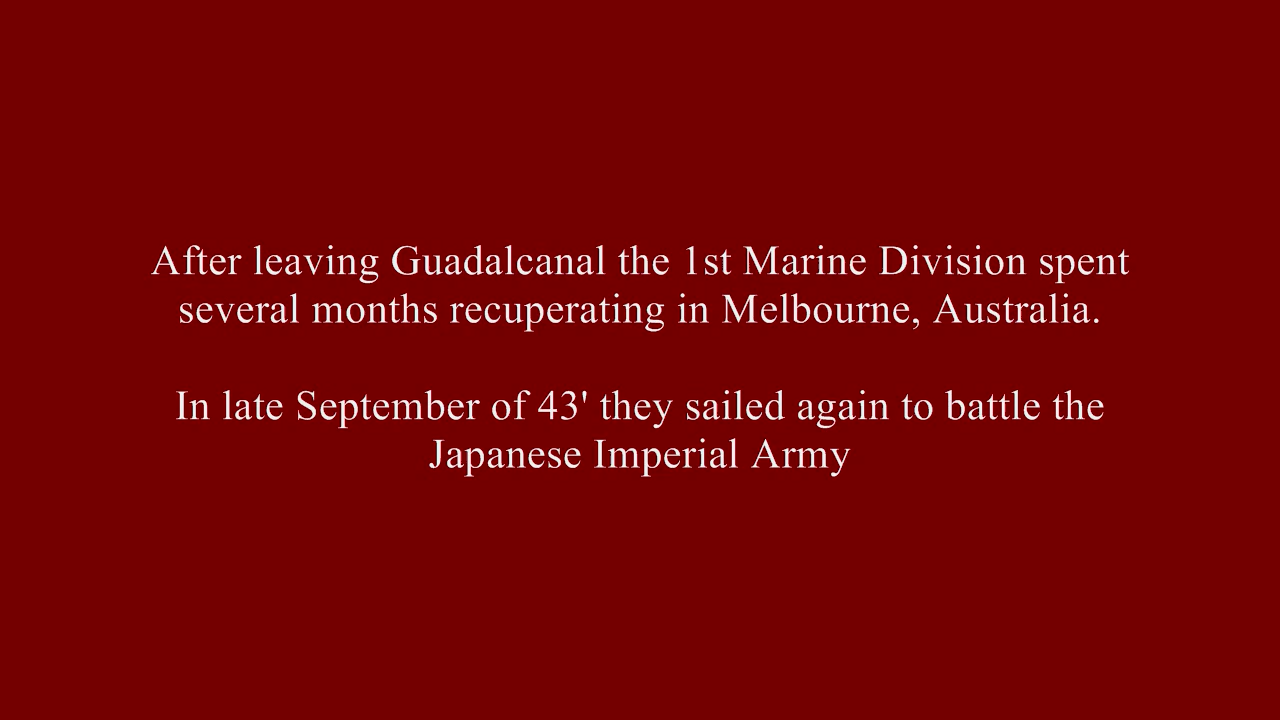 After leaving Guadalcanal the 1st Marine Division spent
several months recuperating in Melbourne, Australia.
In late September of 43' they sailed again to battle the
Japanese Imperial Army